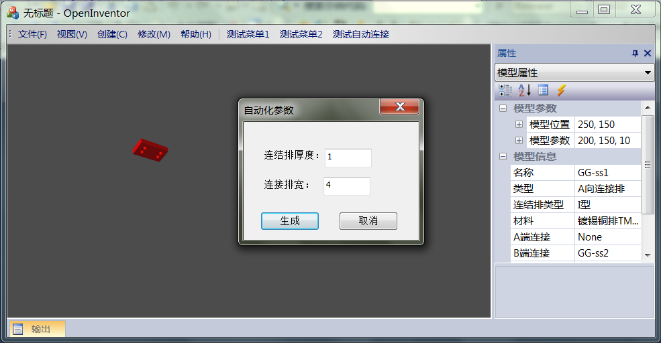 无标题 - OpenInventor
文件(F) 视图(V) 创建(C) 修改(M) 帮助(H) 测试菜单1 测试菜单2 测试自动连接
自动化参数
连结排厚度： 1
连接排宽： 4
生成 取消
属性
模型属性
模型参数
模型位置 250, 150
模型参数 200, 150, 10
模型信息
名称 GG-ss1
类型 A向连接排
连结排类型 I型
材料 镀锡铜排TM...
A端连接 None
B端连接 GG-ss2
输出